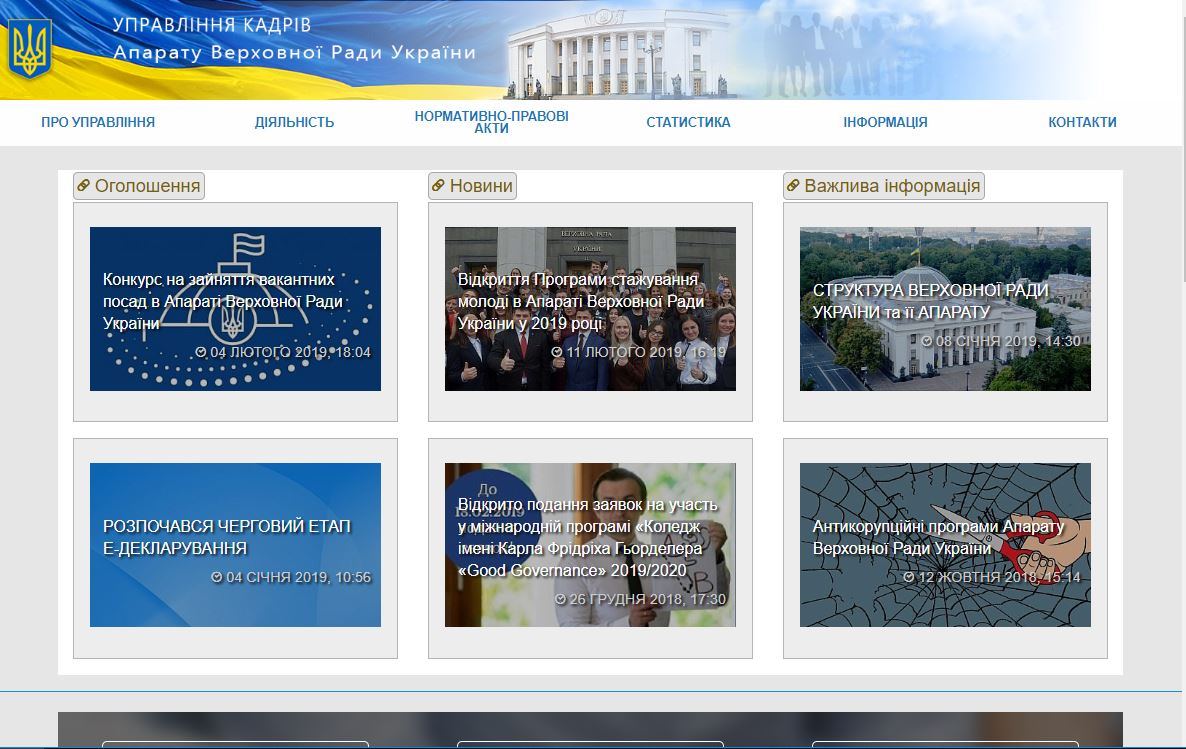 УПРАВЛІННЯ КАДРІВ
Апарату Верховної Ради України
ПРО УПРАВЛІННЯ
ДІЯЛЬНІСТЬ
НОРМАТИВНО-ПРАВОВІ
АКТИ
СТАТИСТИКА
ІНФОРМАЦІЯ
КОНТАКТИ
Оголошення
Конкурс на зайняття вакантних
посад в Апараті Верховної Ради
України
04 ЛЮТОГО 2019, 18:04
РОЗПОЧАВСЯ ЧЕРГОВИЙ ЕТАП
Е-ДЕКЛАРУВАННЯ
04 СІЧНЯ 2019, 10:56
Новини
ВЕРХОВНА РАДА
УКРАЇНИ
Відкриття Програми стажування
молоді в Апараті Верховної Ради
України у 2019 році
11 ЛЮТОГО 2019, 16:19
До
Відкрито подання заявок на участь
у міжнародній програмі «Коледж
імені Карла Фрідріха Гьорделера
«Good Governance» 2019/2020
26 ГРУДНЯ 2018, 17:30
Важлива інформація
СТРУКТУРА ВЕРХОВНОЇ РАДИ
УКРАЇНИ та її АПАРАТУ
08 СІЧНЯ 2019, 14:30
Антикорупційні програми Апарату
Верховної Ради України
12 ЖОВТНЯ 2018, 15:14